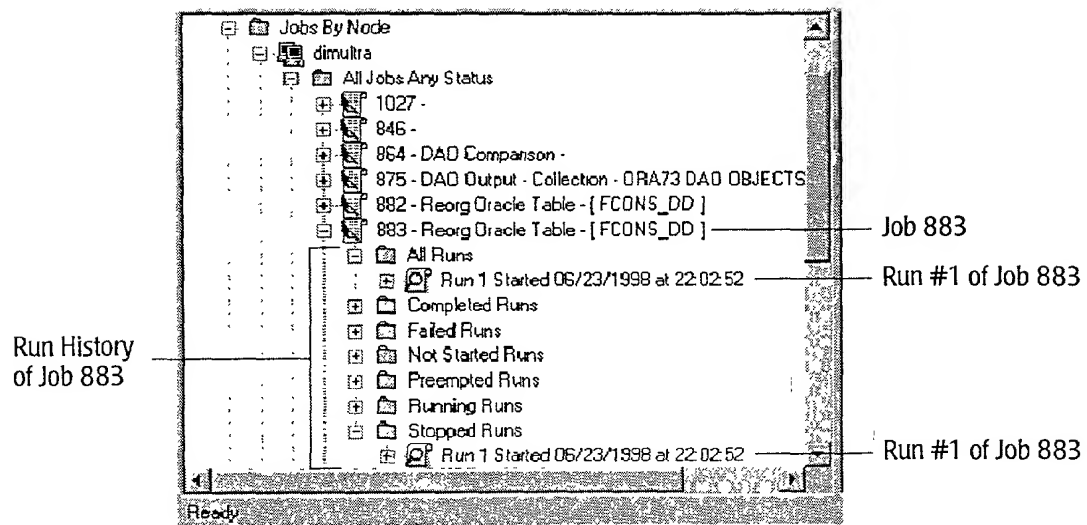 Jobs By Node
dimultra
All Jobs Any Status
1027 -
846 -
864 - DAO Comparison -
875 - DAO Output - Collection - ORA73 DAO OBJECTS
882 - Reorg Oracle Table - [ FCONS_DD ]
883 - Reorg Oracle Table - [ FCONS_DD ]
Job 883
All Runs
Run 1 Started 06/23/1998 at 22:02:52
Run #1 of Job 883
Completed Runs
Failed Runs
Run History
of Job 883
Not Started Runs
Preempted Runs
Running Runs
Stopped Runs
Run 1 Started 06/23/1998 at 22:02:52
Run #1 of Job 883
Ready